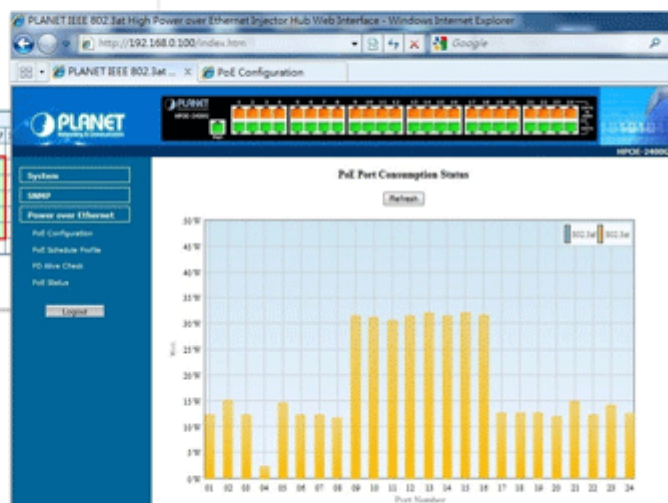 PLANET IEEE 802.3at High Power over Ethernet Injector Hub Web Interface - Windows Internet Explorer
http://192.168.0.100/index.htm
Google
PLANET IEEE 802.3at ...
PoE Configuration
PLANET
Networking & Communication
PLANET
HPOE-2400G
System
SNMP
Power over Ethernet
PoE Configuration
PoE Schedule Profile
PD Alive Check
PoE Status
Logout
PoE Port Consumption Status
Refresh
802.3af 802.3at
50 W
45 W
40 W
35 W
30 W
25 W
20 W
15 W
10 W
5 W
0 W
01 02 03 04 05 06 07 08 09 10 11 12 13 14 15 16 17 18 19 20 21 22 23 24
Port Number